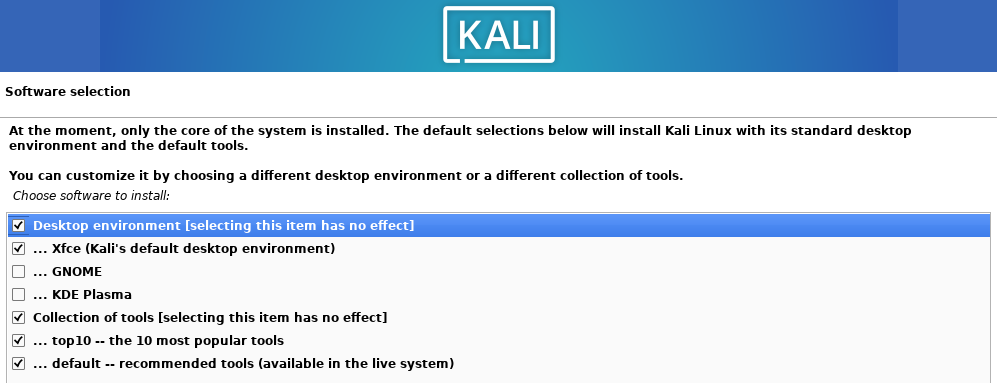 KALI
Software selection
At the moment, only the core of the system is installed. The default selections below will install Kali Linux with its standard desktop
environment and the default tools.
You can customize it by choosing a different desktop environment or a different collection of tools.
Choose software to install:
Desktop environment [selecting this item has no effect]
... Xfce (Kali's default desktop environment)
... GNOME
... KDE Plasma
Collection of tools [selecting this item has no effect]
... top10 -- the 10 most popular tools
... default -- recommended tools (available in the live system)